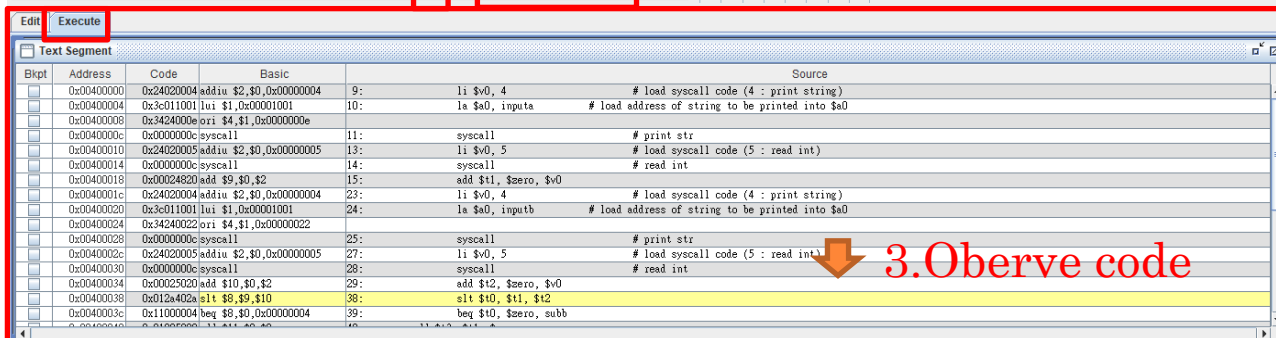 Edit Execute
Text Segment
Bkpt Address Code Basic Source
0x00400000 0x24020004 addiu $2,$0,0x00000004 9: li $v0, 4 # load syscall code (4 : print string)
0x00400004 0x3c011001 lui $1,0x00001001 10: la $a0, inputa # load address of string to be printed into $a0
0x00400008 0x3424000e ori $4,$1,0x0000000e
0x0040000c 0x0000000c syscall 11: syscall # print str
0x00400010 0x24020005 addiu $2,$0,0x00000005 13: li $v0, 5 # load syscall code (5 : read int)
0x00400014 0x0000000c syscall 14: syscall # read int
0x00400018 0x00024820 add $9,$0,$2 15: add $t1, $zero, $v0
0x0040001c 0x24020004 addiu $2,$0,0x00000004 23: li $v0, 4 # load syscall code (4 : print string)
0x00400020 0x3c011001 lui $1,0x00001001 24: la $a0, inputb # load address of string to be printed into $a0
0x00400024 0x34240022 ori $4,$1,0x00000022
0x00400028 0x0000000c syscall 25: syscall # print str
0x0040002c 0x24020005 addiu $2,$0,0x00000005 27: li $v0, 5 # load syscall code (5 : read int)
0x00400030 0x0000000c syscall 28: syscall # read int
3.Oberve code
0x00400034 0x00025020 add $10,$0,$2 29: add $t2, $zero, $v0
0x00400038 0x012a402a slt $8,$9,$10 38: slt $t0, $t1, $t2
0x0040003c 0x11000004 beq $8,$0,0x00000004 39: beq $t0, $zero, subb